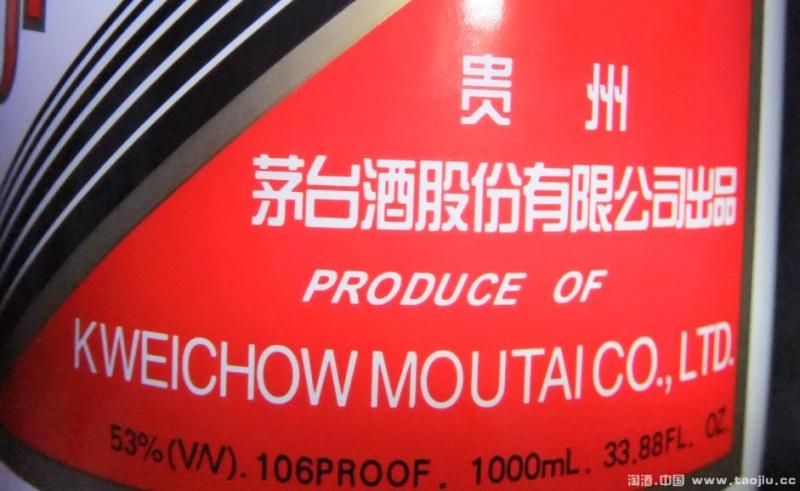 贵 州
茅台酒股份有限公司出品
PRODUCE OF
KWEICHOW MOUTAI CO., LTD.
53%(V/V). 106PROOF. 1000mL. 33.88FL. OZ.
淘酒.中国 www.taojiu.cc